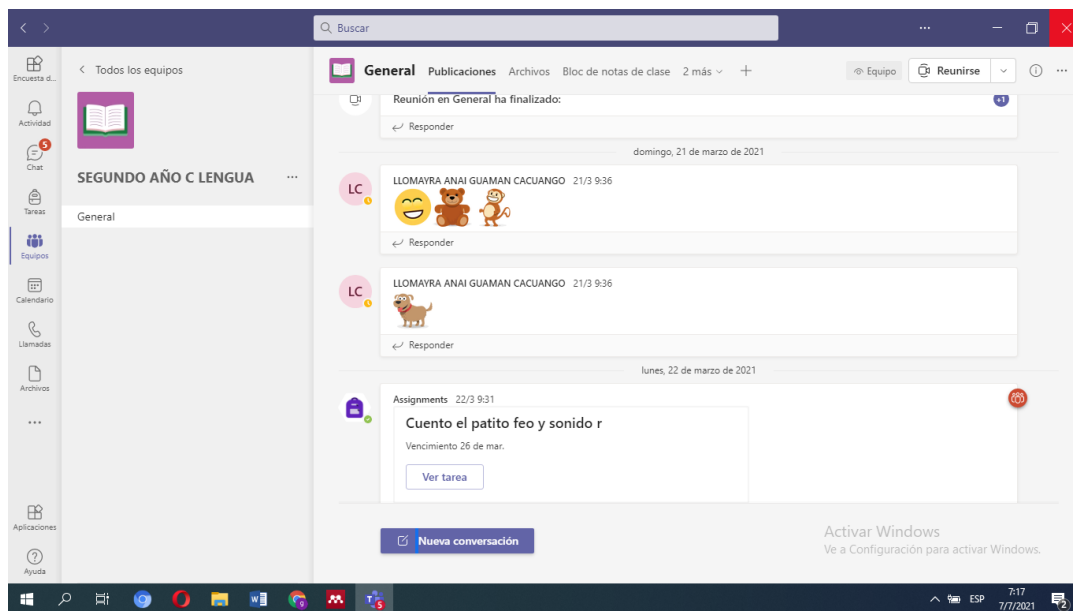 Buscar
Encuesta d...
Actividad
5
Chat
Tareas
Equipos
Calendario
Llamadas
Archivos
Aplicaciones
Ayuda
Todos los equipos
SEGUNDO AÑO C LENGUA
General
General Publicaciones Archivos Bloc de notas de clase 2 más
Equipo Reunirse
Reunión en General ha finalizado:
+1
Responder
domingo, 21 de marzo de 2021
LC
LLOMAYRA ANAI GUAMAN CACUANGO 21/3 9:36
Responder
LC
LLOMAYRA ANAI GUAMAN CACUANGO 21/3 9:36
Responder
lunes, 22 de marzo de 2021
Assignments 22/3 9:31
Cuento el patito feo y sonido r
Vencimiento 26 de mar.
Ver tarea
Nueva conversación
Activar Windows
Ve a Configuración para activar Windows.
5
ESP
7:17
7/7/2021
2